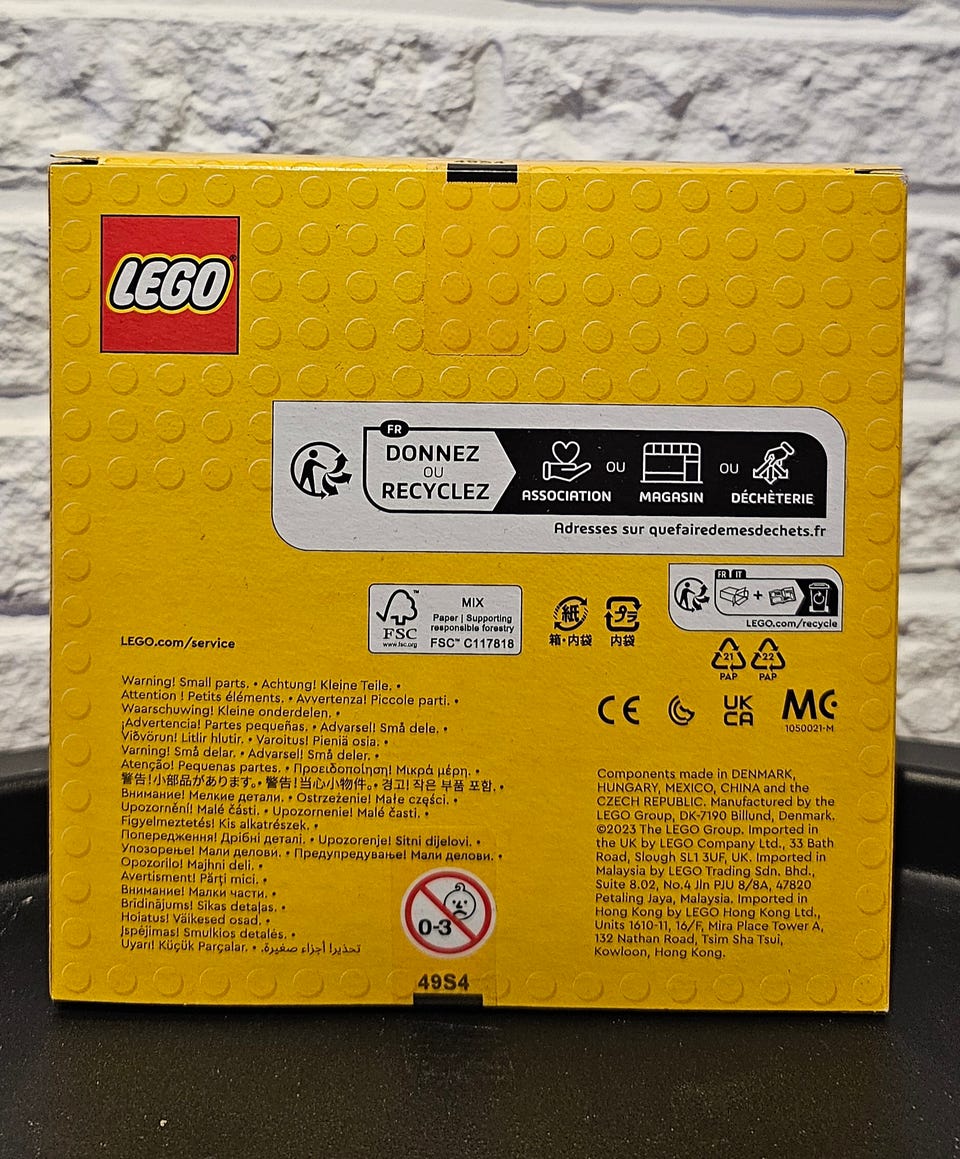 LEGO
FR
DONNEZ
OU
RECYCLEZ
ASSOCIATION
OU
MAGASIN
OU
DÉCHÈTERIE
Adresses sur quefairedemesdechets.fr
FSC™
www.fsc.org
MIX
Paper | Supporting
responsible forestry
FSC™ C117818
紙
箱・内袋
プラ
内袋
FR IT
+
LEGO.com/recycle
21
PAP
22
PAP
CE
UK
CA
MC
1050021-M
LEGO.com/service
Warning! Small parts. • Achtung! Kleine Teile. •
Attention ! Petits éléments. • Avvertenza! Piccole parti. •
Waarschuwing! Kleine onderdelen. •
¡Advertencia! Partes pequeñas. • Advarsel! Små dele. •
Viðvörun! Litlir hlutir. • Varoitus! Pieniä osia. •
Varning! Små delar. • Advarsel! Små deler. •
Atenção! Pequenas partes. • Προειδοποίηση! Μικρά μέρη. •
警告!小部品があります。• 警告!当心小物件。• 경고! 작은 부품 포함. •
Внимание! Мелкие детали. • Ostrzeżenie! Małe części. •
Upozornění! Malé části. • Upozornenie! Malé časti. •
Figyelmeztetés! Kis alkatrészek. •
Попередження! Дрібні деталі. • Upozorenje! Sitni dijelovi. •
Упозорење! Мали делови. • Предупредување! Мали делови. •
Opozorilo! Majhni deli. •
Avertisment! Părți mici. •
Внимание! Малки части. •
Brīdinājums! Sīkas detaļas. •
Hoiatus! Väikesed osad. •
Įspėjimas! Smulkios detalės. •
Uyarı! Küçük Parçalar. • تحذير! أجزاء صغيرة.
0-3
49S4
Components made in DENMARK,
HUNGARY, MEXICO, CHINA and the
CZECH REPUBLIC. Manufactured by the
LEGO Group, DK-7190 Billund, Denmark.
©2023 The LEGO Group. Imported in
the UK by LEGO Company Ltd., 33 Bath
Road, Slough SL1 3UF, UK. Imported in
Malaysia by LEGO Trading Sdn. Bhd.,
Suite 8.02, No.4 Jln PJU 8/8A, 47820
Petaling Jaya, Malaysia. Imported in
Hong Kong by LEGO Hong Kong Ltd.,
Units 1610-11, 16/F, Mira Place Tower A,
132 Nathan Road, Tsim Sha Tsui,
Kowloon, Hong Kong.